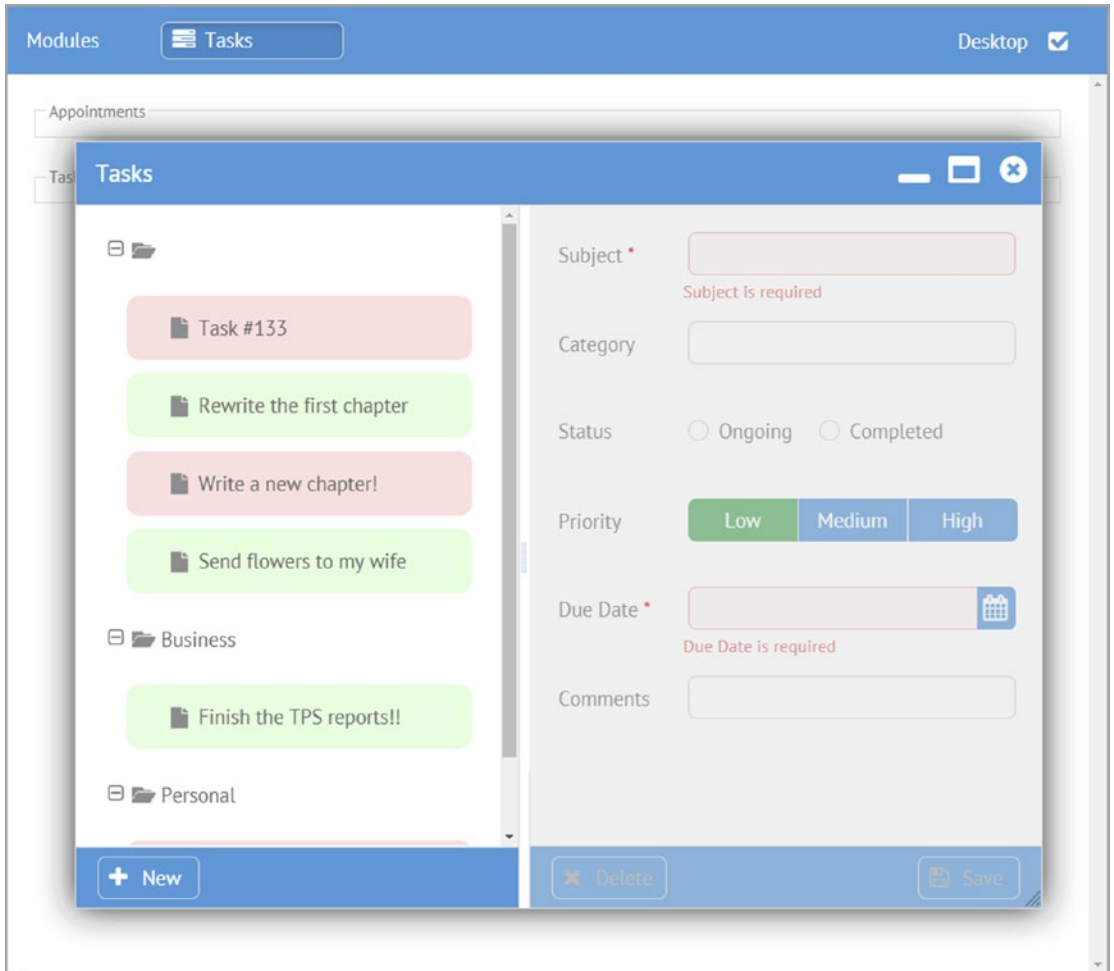 Modules
Tasks
Desktop
Appointments
Tas
Tasks
Task #133
Rewrite the first chapter
Write a new chapter!
Send flowers to my wife
Business
Finish the TPS reports!!
Personal
New
Subject *
Subject is required
Category
Status
Ongoing
Completed
Priority
Low
Medium
High
Due Date *
Due Date is required
Comments
Delete
Save